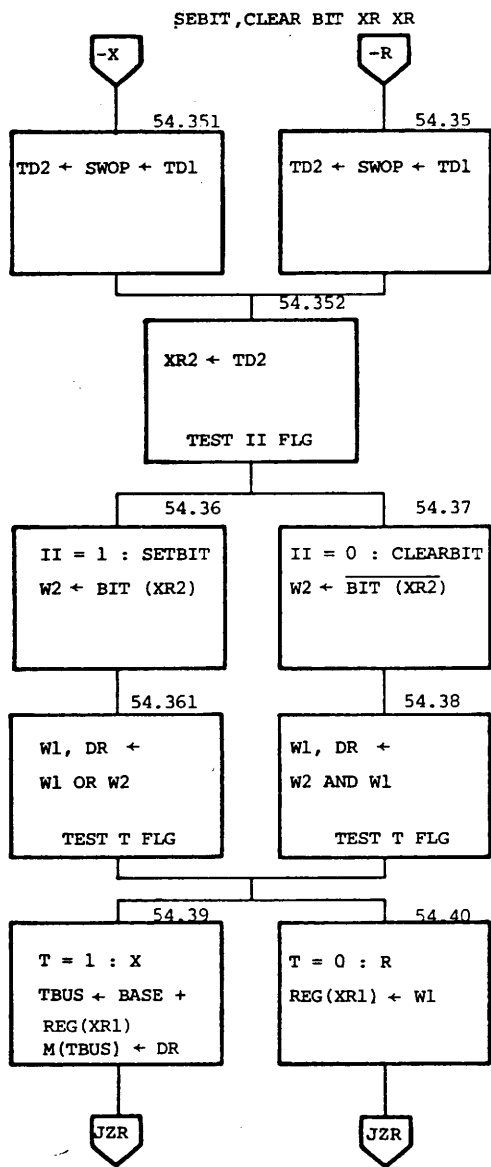 SEBIT,CLEAR BIT XR XR
-X
-R
54.351
TD2 ← SWOP ← TD1
54.35
TD2 ← SWOP ← TD1
54.352
XR2 ← TD2
TEST II FLG
54.36
II = 1 : SETBIT
W2 ← BIT (XR2)
54.37
II = 0 : CLEARBIT
W2 ← B̅I̅T̅ ̅(̅X̅R̅2̅)̅
54.361
W1, DR ←
W1 OR W2
TEST T FLG
54.38
W1, DR ←
W2 AND W1
TEST T FLG
54.39
T = 1 : X
TBUS ← BASE +
REG(XR1)
M(TBUS) ← DR
54.40
T = 0 : R
REG(XR1) ← W1
JZR
JZR